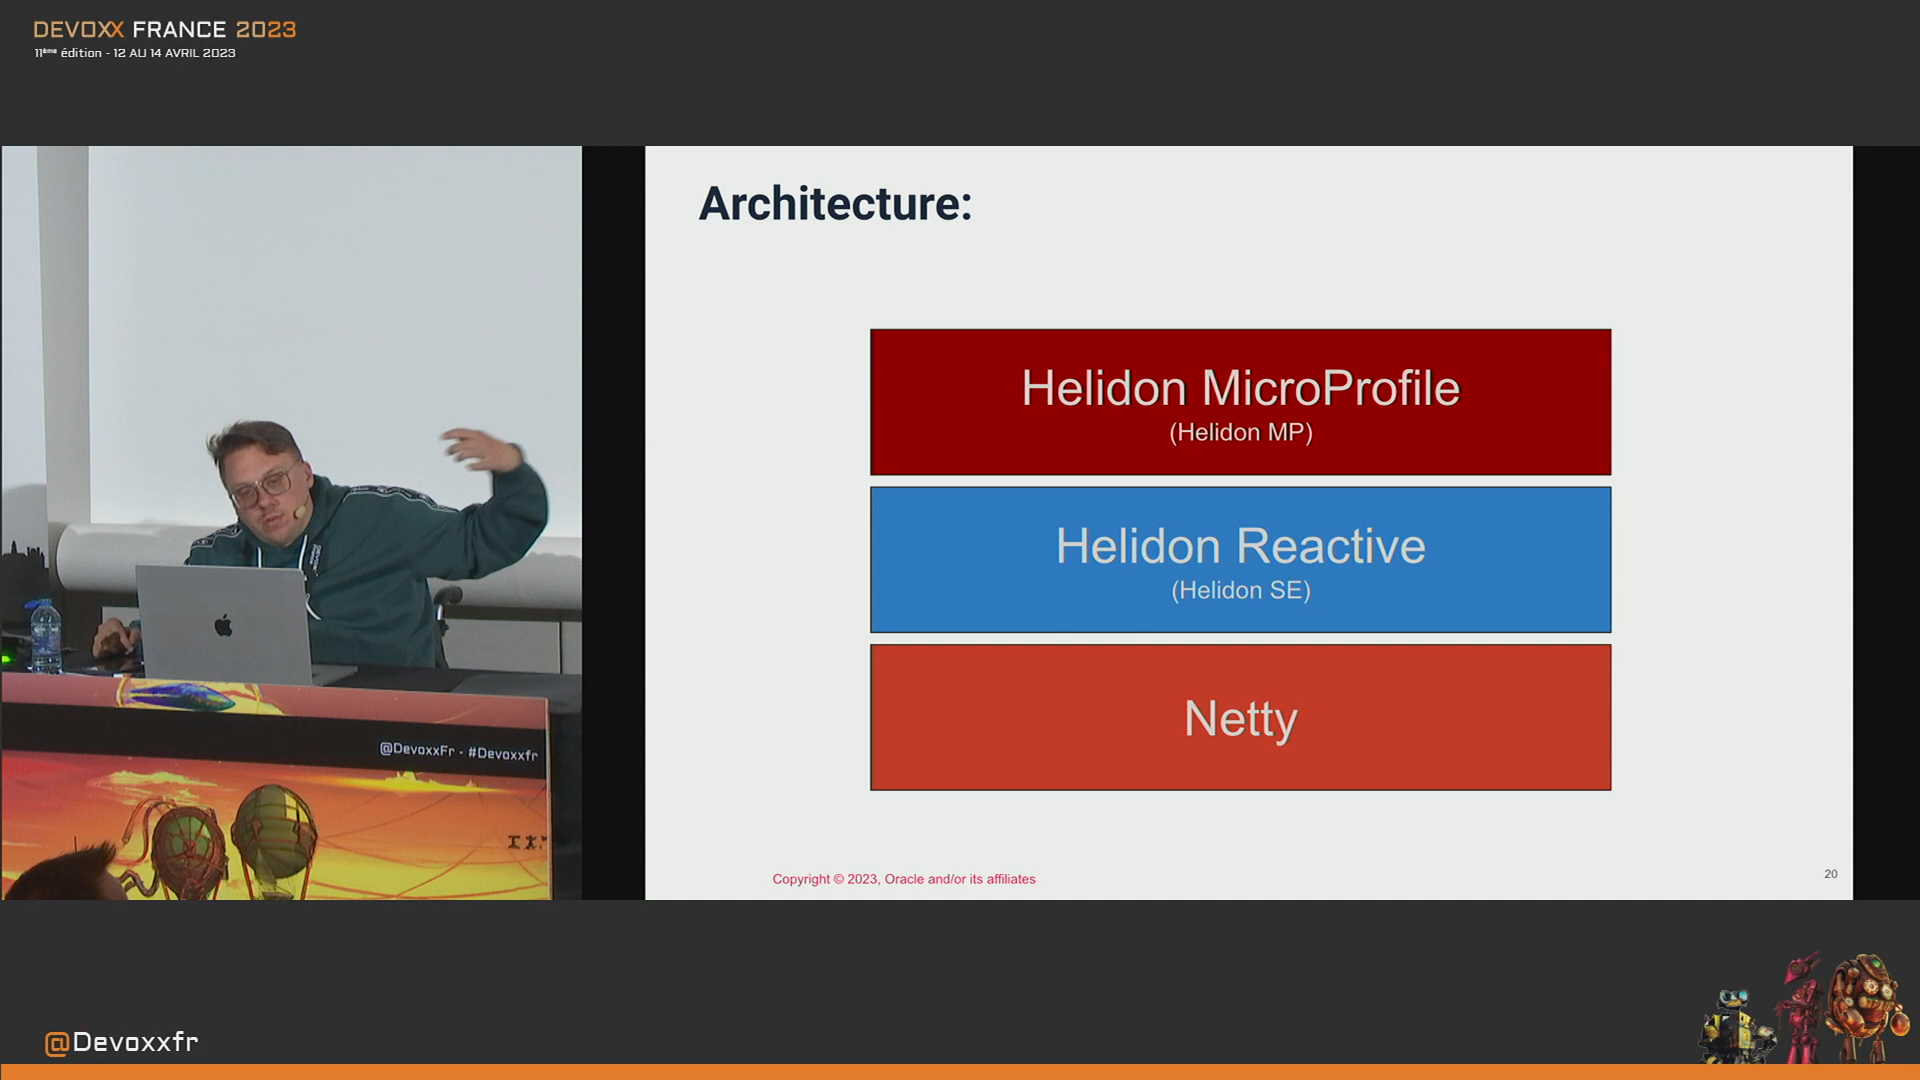 DEVOXX FRANCE 2023
11ème édition - 12 AU 14 AVRIL 2023
Architecture:
Helidon MicroProfile
(Helidon MP)
Helidon Reactive
(Helidon SE)
Netty
@DevoxxFr - #Devoxxfr
Copyright © 2023, Oracle and/or its affiliates
20
@Devoxxfr